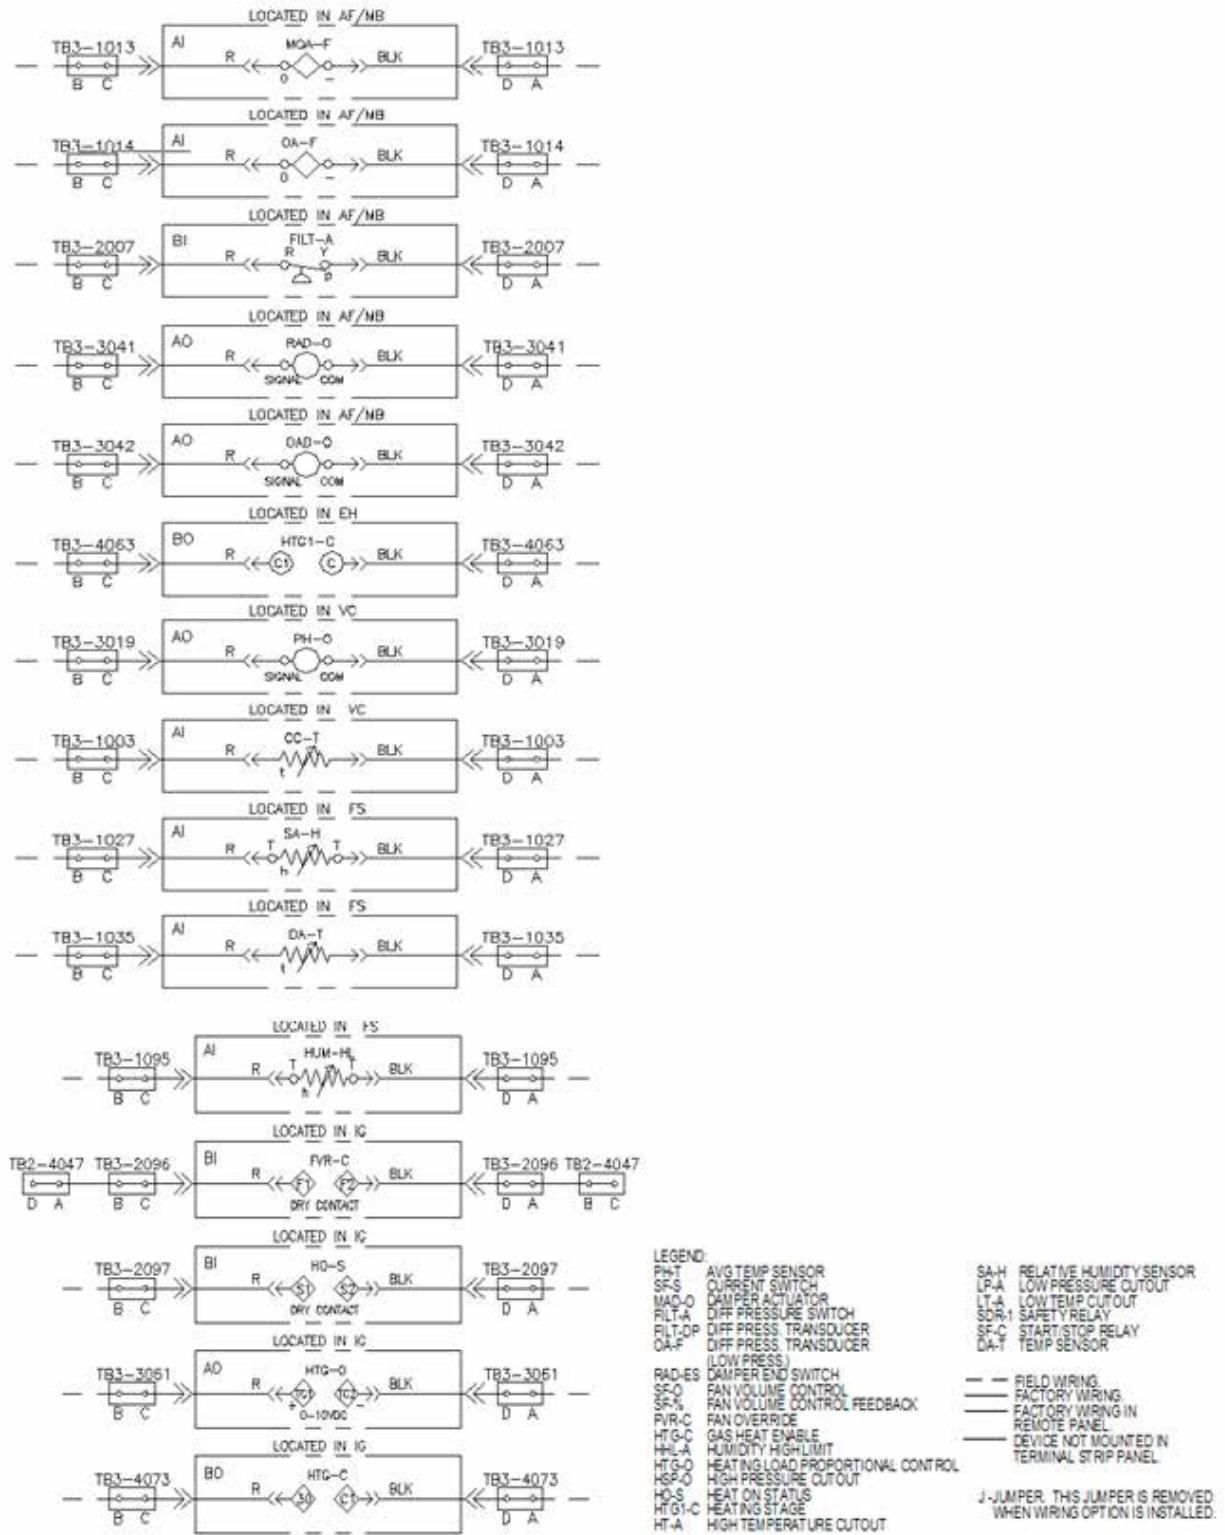 LOCATED IN AF/MB
TB3-1013 AI MOA-F TB3-1013
R BLK
B C 0 - D A
LOCATED IN AF/MB
TB3-1014 AI OA-F TB3-1014
R BLK
B C 0 - D A
LOCATED IN AF/MB
TB3-2007 BI FILT-A TB3-2007
R R Y BLK
B C P D A
LOCATED IN AF/MB
TB3-3041 AO RAD-O TB3-3041
R BLK
B C SIGNAL COM D A
LOCATED IN AF/MB
TB3-3042 AO OAD-O TB3-3042
R BLK
B C SIGNAL COM D A
LOCATED IN EH
TB3-4063 BO HTG1-C TB3-4063
R C1 C BLK
B C D A
LOCATED IN VC
TB3-3019 AO PH-O TB3-3019
R BLK
B C SIGNAL COM D A
LOCATED IN VC
TB3-1003 AI CC-T TB3-1003
R BLK
B C t D A
LOCATED IN FS
TB3-1027 AI SA-H TB3-1027
R T T BLK
B C h D A
LOCATED IN FS
TB3-1035 AI DA-T TB3-1035
R BLK
B C t D A
LOCATED IN FS
TB3-1095 AI HUM-HL TB3-1095
R T T BLK
B C h D A
LOCATED IN IG
TB2-4047 TB3-2096 BI FVR-C TB3-2096 TB2-4047
R F1 F2 BLK
D A B C DRY CONTACT D A B C
LOCATED IN IG
TB3-2097 BI HO-S TB3-2097
R S1 S2 BLK
B C DRY CONTACT D A
LOCATED IN IG
TB3-3061 AO HTG-O TB3-3061
R TC1 TC2 BLK
B C + 0-10VDC - D A
LOCATED IN IG
TB3-4073 BO HTG-C TB3-4073
R C1 BLK
B C D A
LEGEND:
PH-T AVG TEMP SENSOR
SF-S CURRENT SWITCH
MAD-O DAMPER ACTUATOR
FILT-A DIFF PRESSURE SWITCH
FILT-DP DIFF PRESS. TRANSDUCER
OA-F DIFF PRESS. TRANSDUCER
(LOW PRESS.)
RAD-ES DAMPER END SWITCH
SF-O FAN VOLUME CONTROL
SF-% FAN VOLUME CONTROL FEEDBACK
FVR-C FAN OVERRIDE
HTG-C GAS HEAT ENABLE
HHL-A HUMIDITY HIGH LIMIT
HTG-O HEATING LOAD PROPORTIONAL CONTROL
HSP-O HIGH PRESSURE CUTOUT
HO-S HEAT ON STATUS
HTG1-C HEATING STAGE
HT-A HIGH TEMPERATURE CUTOUT
SA-H RELATIVE HUMIDITY SENSOR
LP-A LOW PRESSURE CUTOUT
LT-A LOW TEMP CUTOUT
SDR-1 SAFETY RELAY
SF-C START/STOP RELAY
DA-T TEMP SENSOR
FIELD WIRING.
FACTORY WIRING.
FACTORY WIRING IN
REMOTE PANEL.
DEVICE NOT MOUNTED IN
TERMINAL STRIP PANEL.
J-JUMPER. THIS JUMPER IS REMOVED
WHEN WIRING OPTION IS INSTALLED.